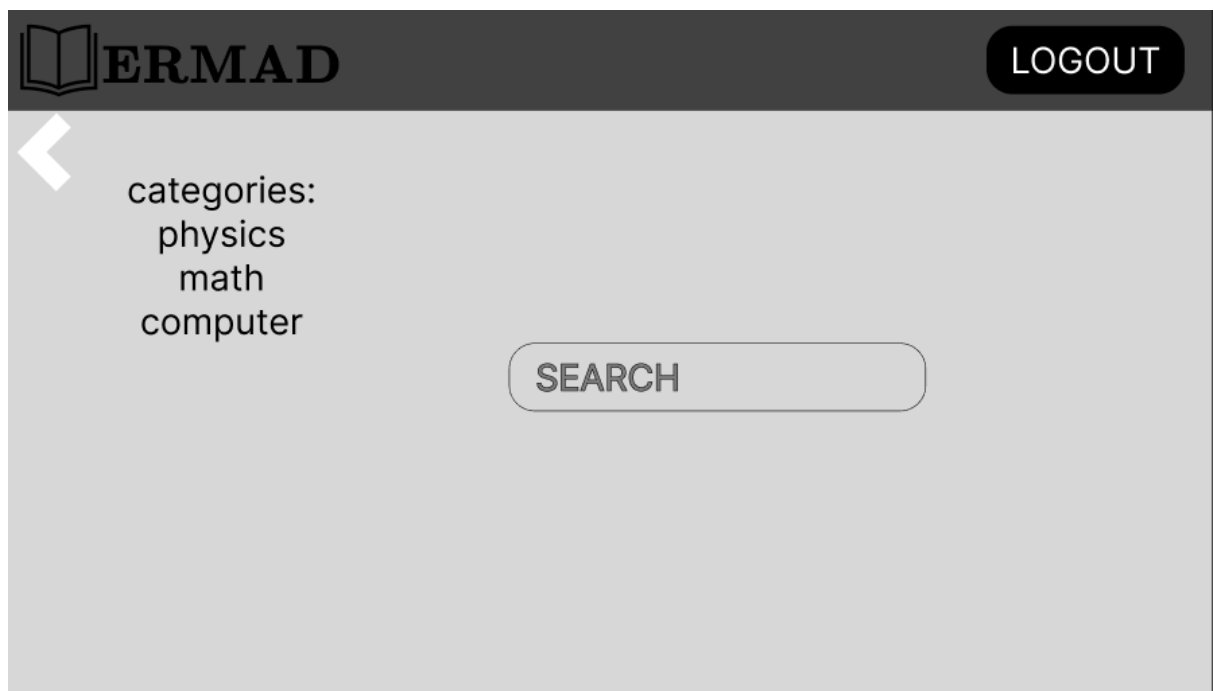 ERMAD
LOGOUT
categories:
physics
math
computer
SEARCH